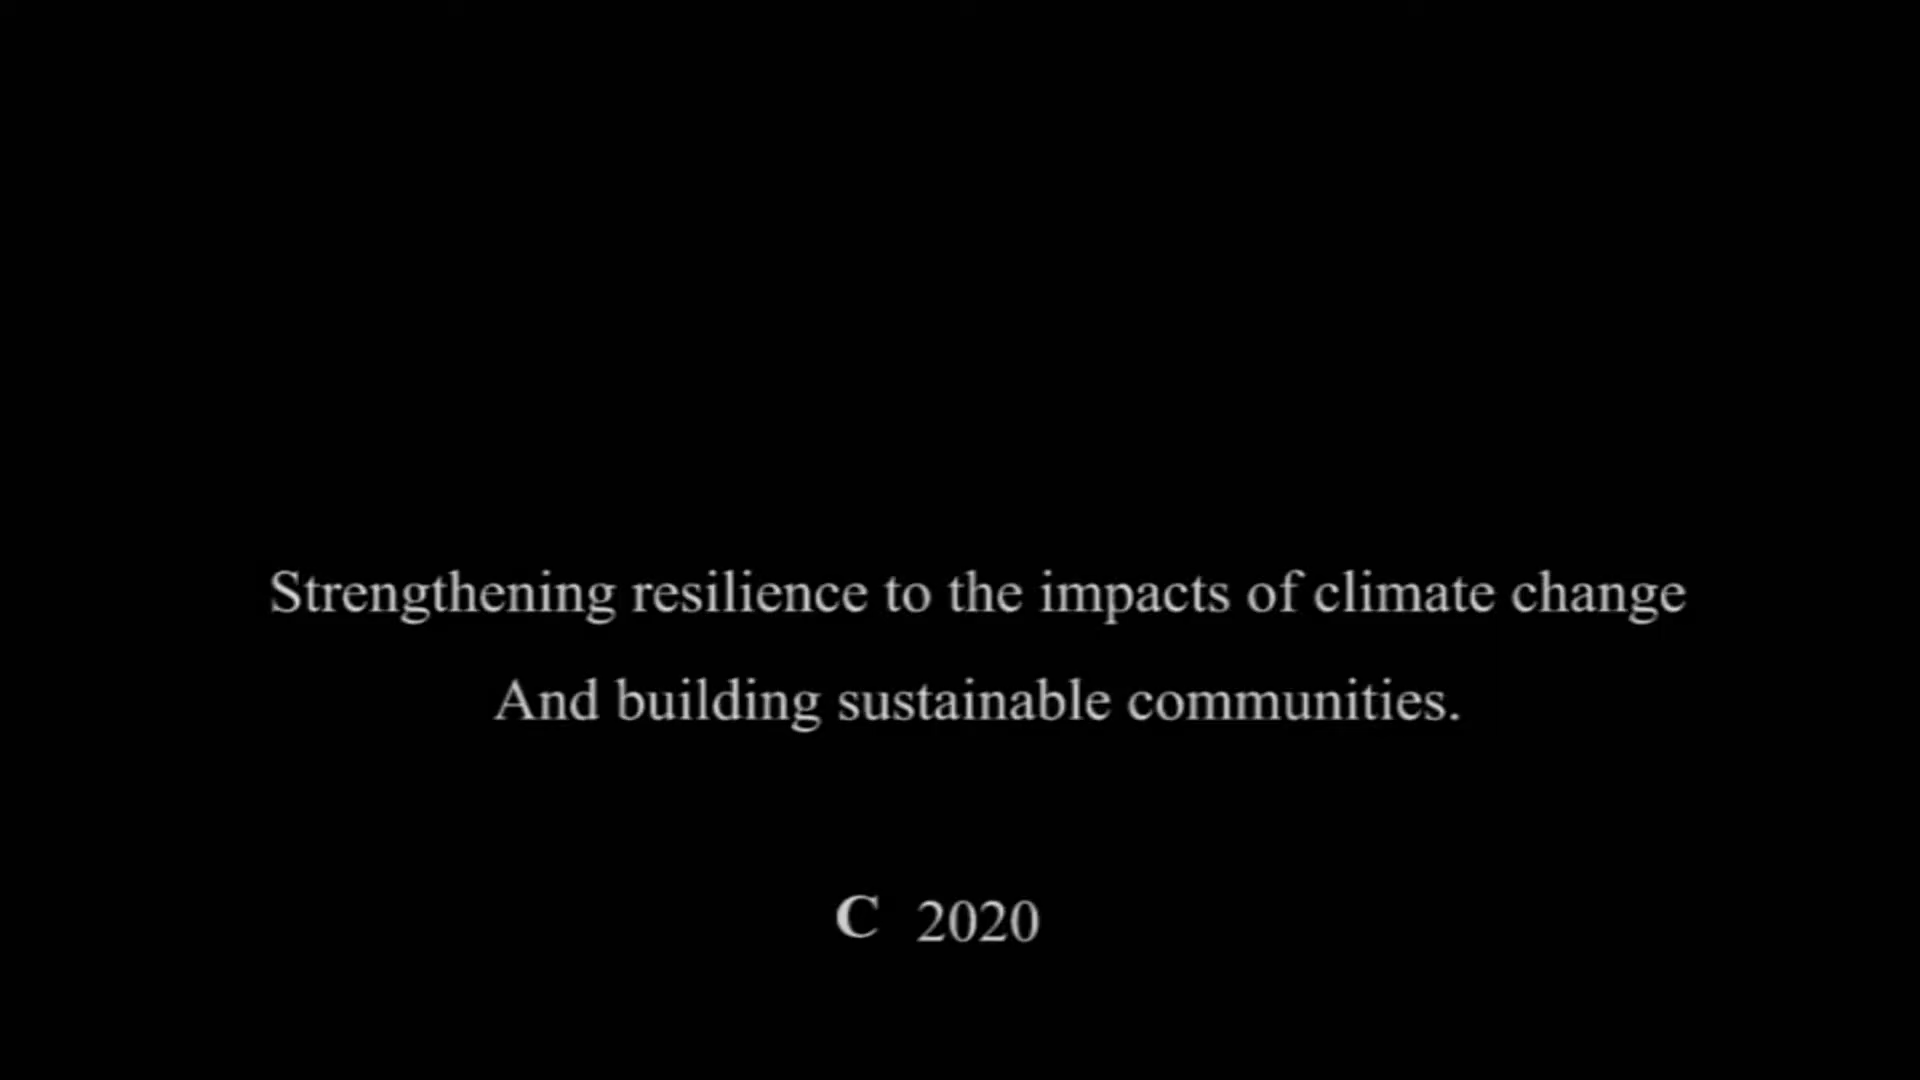 Strengthening resilience to the impacts of climate change
And building sustainable communities.
C 2020